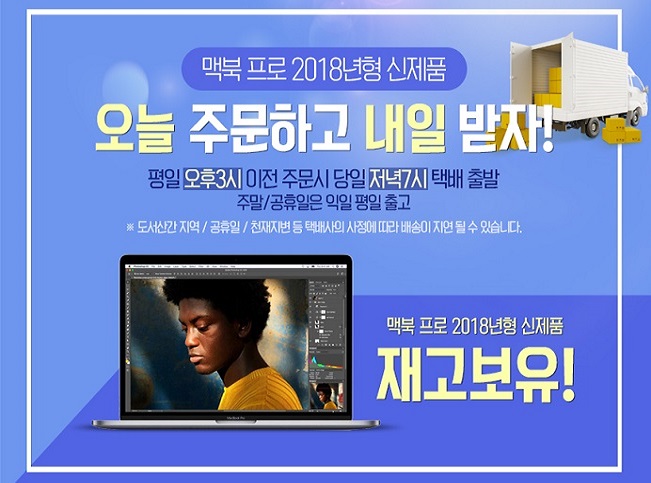 맥북 프로 2018년형 신제품
오늘 주문하고 내일 받자!
평일 오후3시 이전 주문시 당일 저녁7시 택배 출발
주말/공휴일은 익일 평일 출고
※ 도서산간 지역 / 공휴일 / 천재지변 등 택배사의 사정에 따라 배송이 지연 될 수 있습니다.
맥북 프로 2018년형 신제품
재고보유!
MacBook Pro